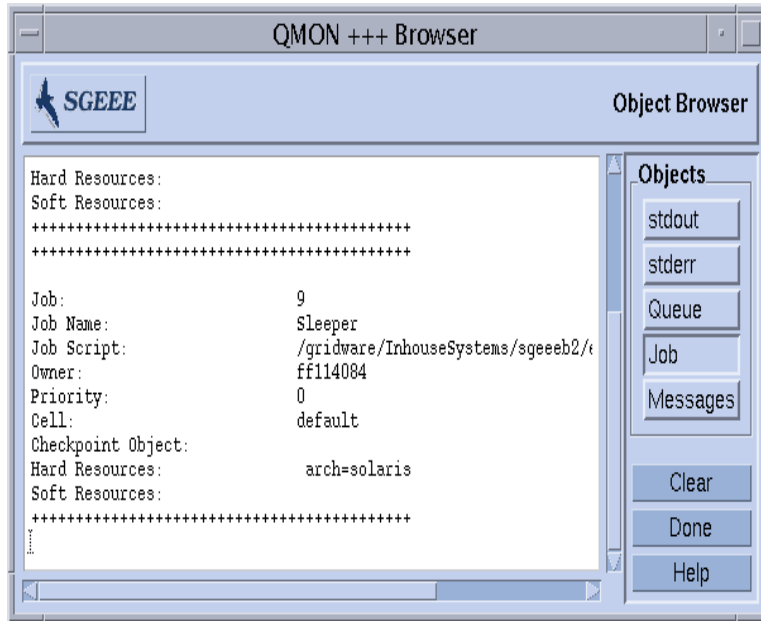 QMON +++ Browser
SGEEE
Object Browser
Hard Resources:
Soft Resources:
+++++++++++++++++++++++++++++++++++++++++++
+++++++++++++++++++++++++++++++++++++++++++
Job: 9
Job Name: Sleeper
Job Script: /gridware/InhouseSystems/sgeeeb2/
Owner: ff114084
Priority: 0
Cell: default
Checkpoint Object:
Hard Resources: arch=solaris
Soft Resources:
+++++++++++++++++++++++++++++++++++++++++++
Objects
stdout
stderr
Queue
Job
Messages
Clear
Done
Help